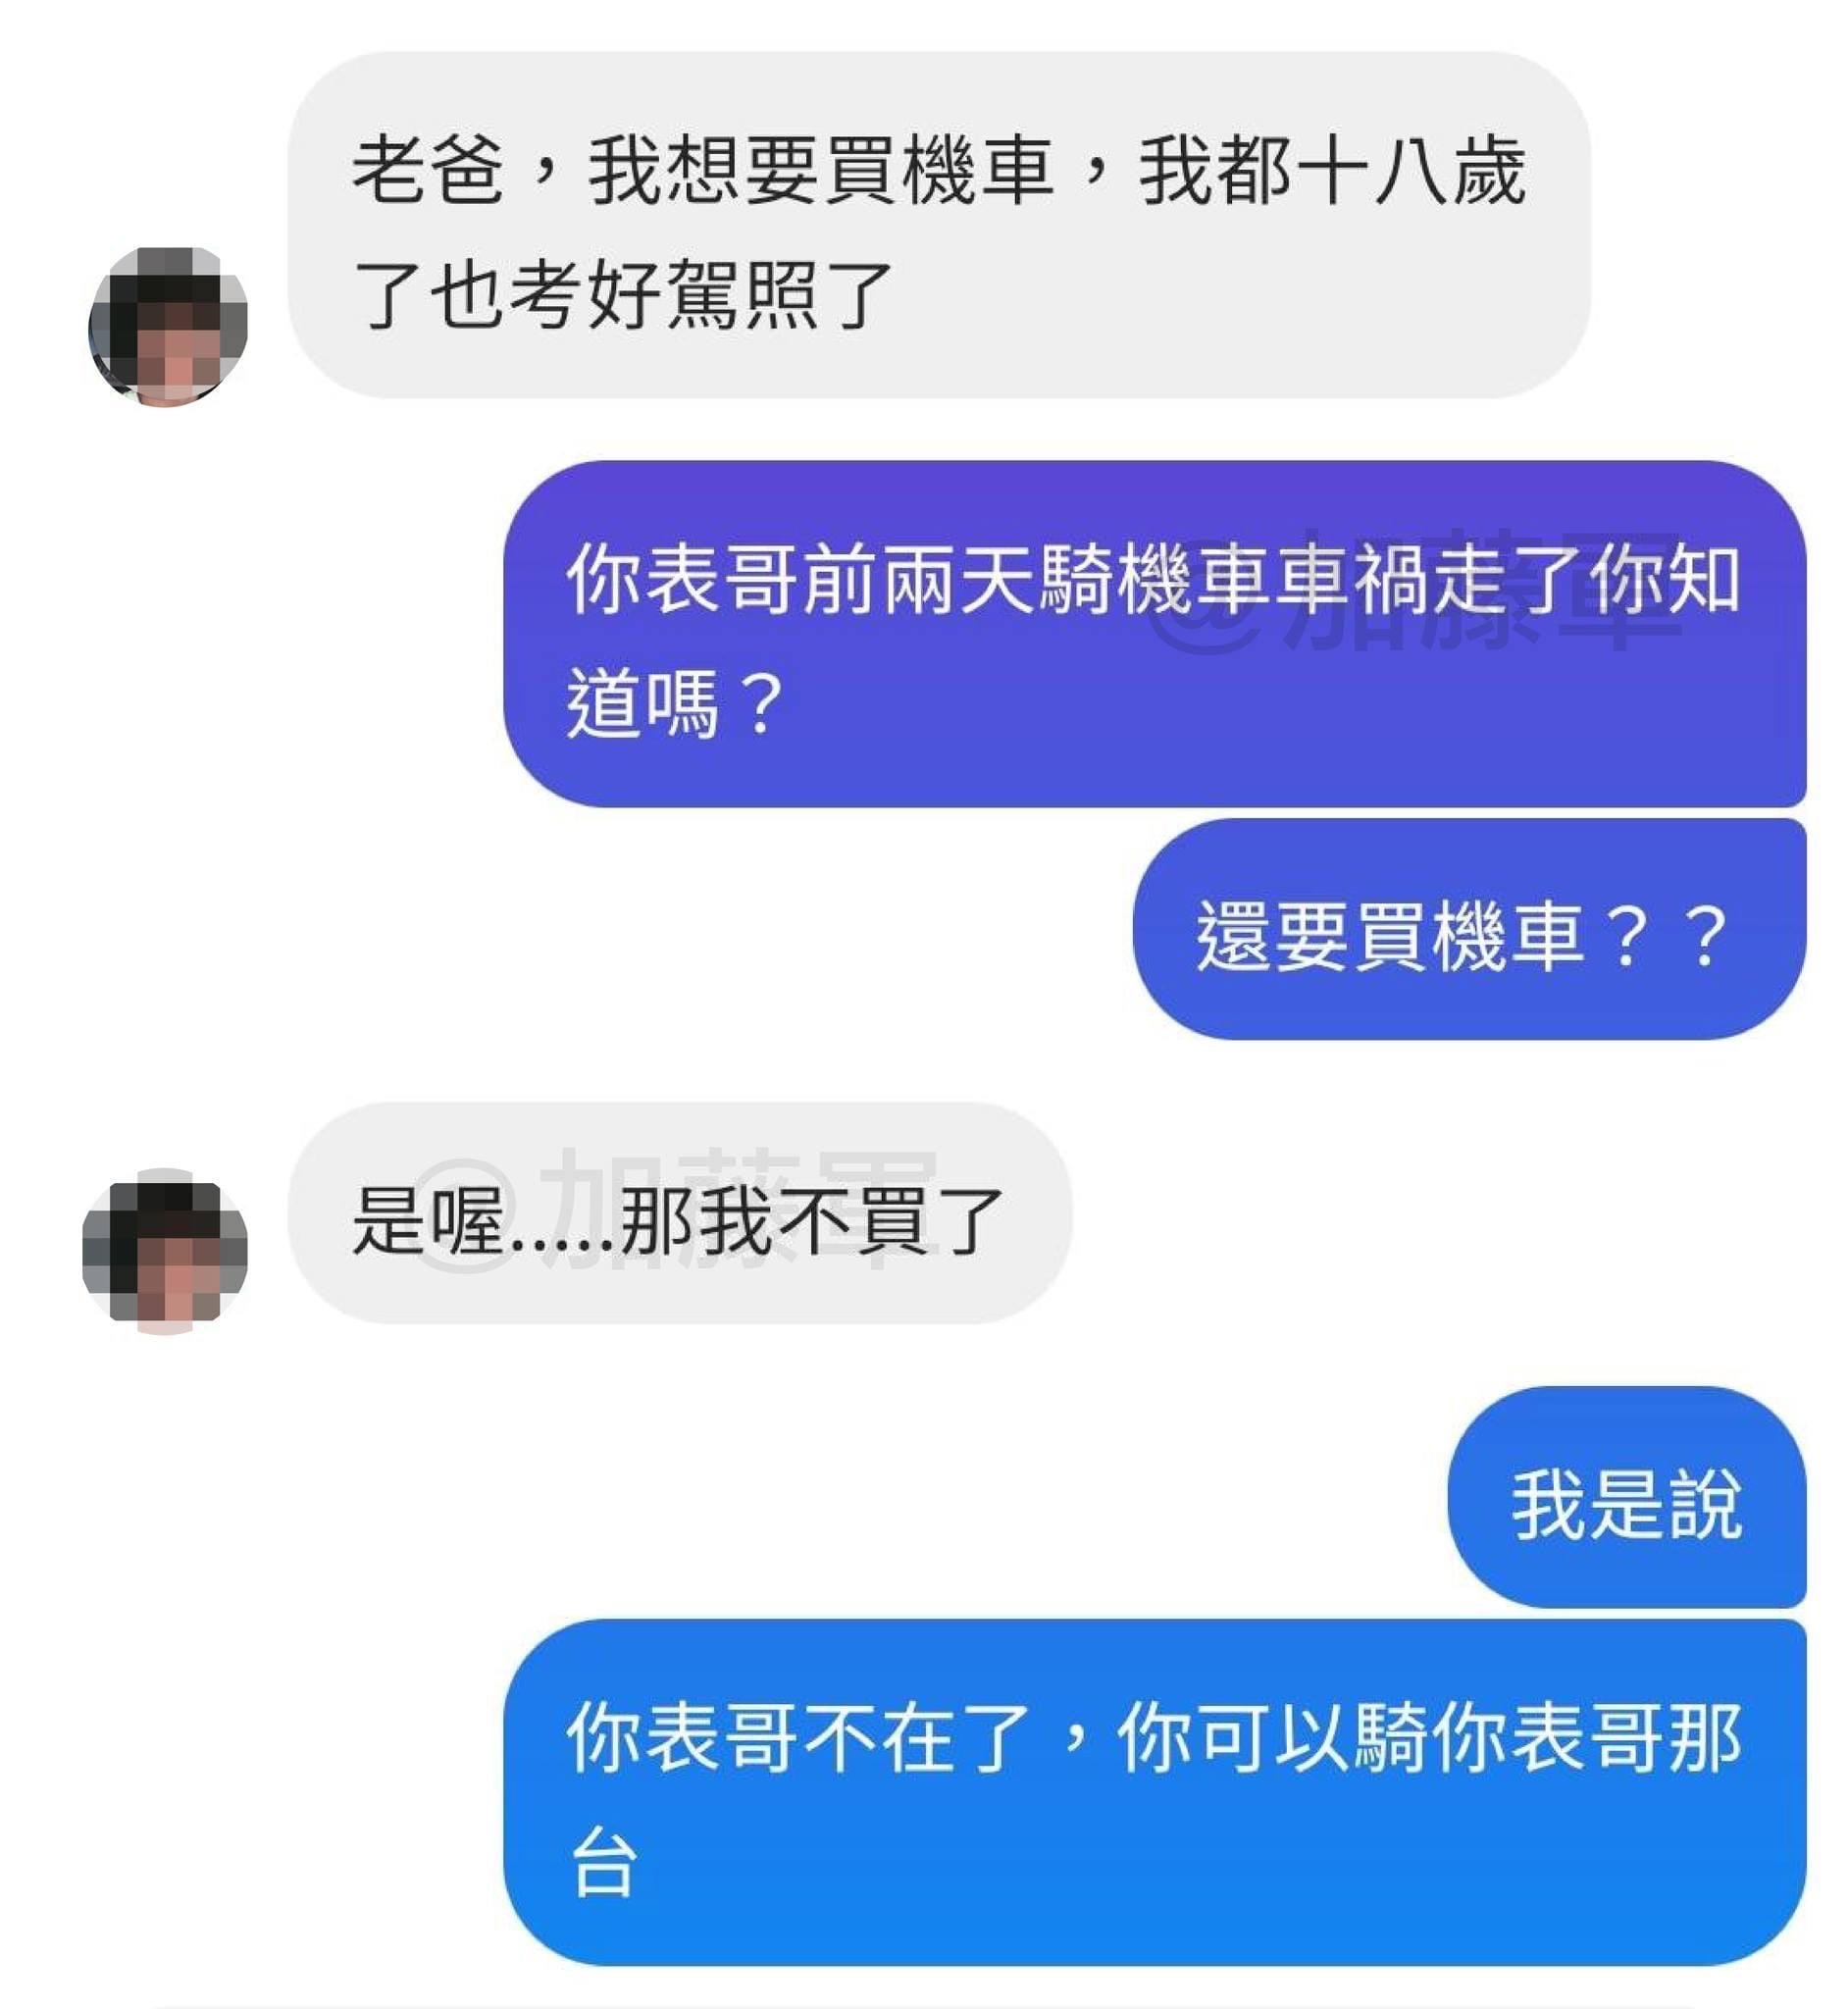 老爸，我想要買機車，我都十八歲
了也考好駕照了
你表哥前兩天騎機車車禍走了你知
道嗎？
@加藤軍
還要買機車？？
是喔.....那我不買了
@加藤軍
我是說
你表哥不在了，你可以騎你表哥那
台